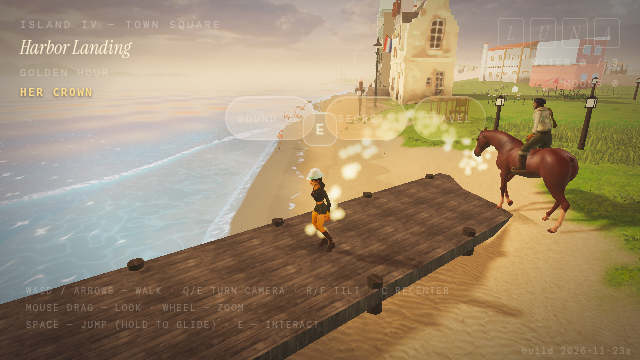 ISLAND IV — TOWN SQUARE
L U N A
Harbor Landing
GOLDEN HOUR
HER CROWN
SOUND
E
TRAVEL
WASD / ARROWS — WALK · Q/E TURN CAMERA · R/F TILT · C RECENTER
MOUSE DRAG — LOOK · WHEEL — ZOOM
SPACE — JUMP (HOLD TO GLIDE) · E — INTERACT
build 2026-11-23a